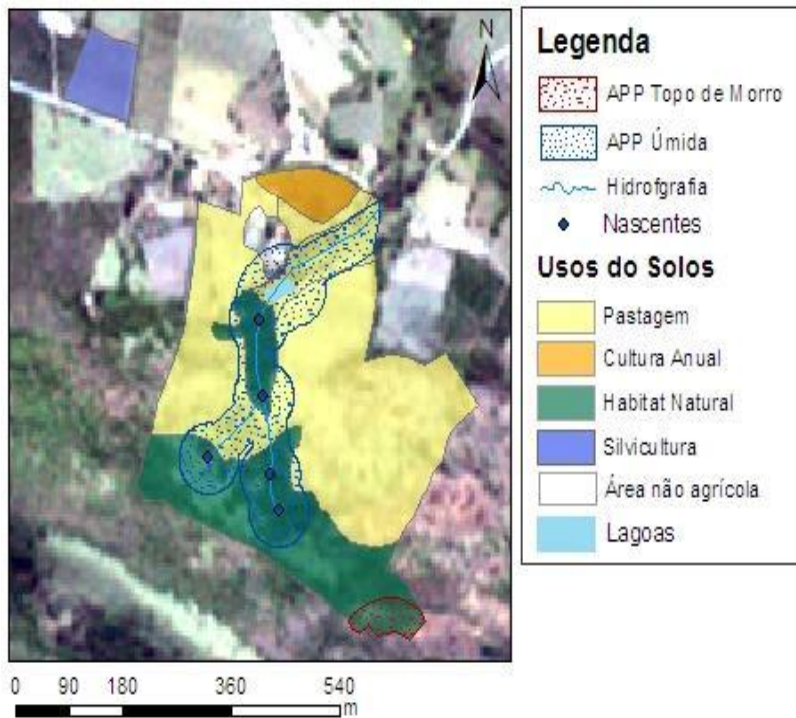 N
Legenda
APP Topo de Morro
APP Úmida
Hidrofgrafia
Nascentes
Usos do Solos
Pastagem
Cultura Anual
Habitat Natural
Silvicultura
Área não agrícola
Lagoas
0 90 180 360 540
m